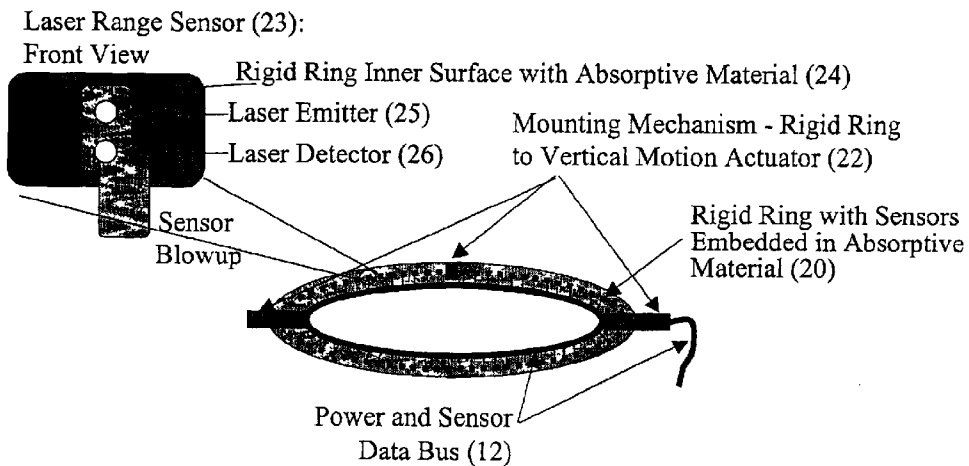 Laser Range Sensor (23):
Front View
Rigid Ring Inner Surface with Absorptive Material (24)
Laser Emitter (25)
Laser Detector (26)
Mounting Mechanism - Rigid Ring
to Vertical Motion Actuator (22)
Sensor
Blowup
Rigid Ring with Sensors
Embedded in Absorptive
Material (20)
Power and Sensor
Data Bus (12)